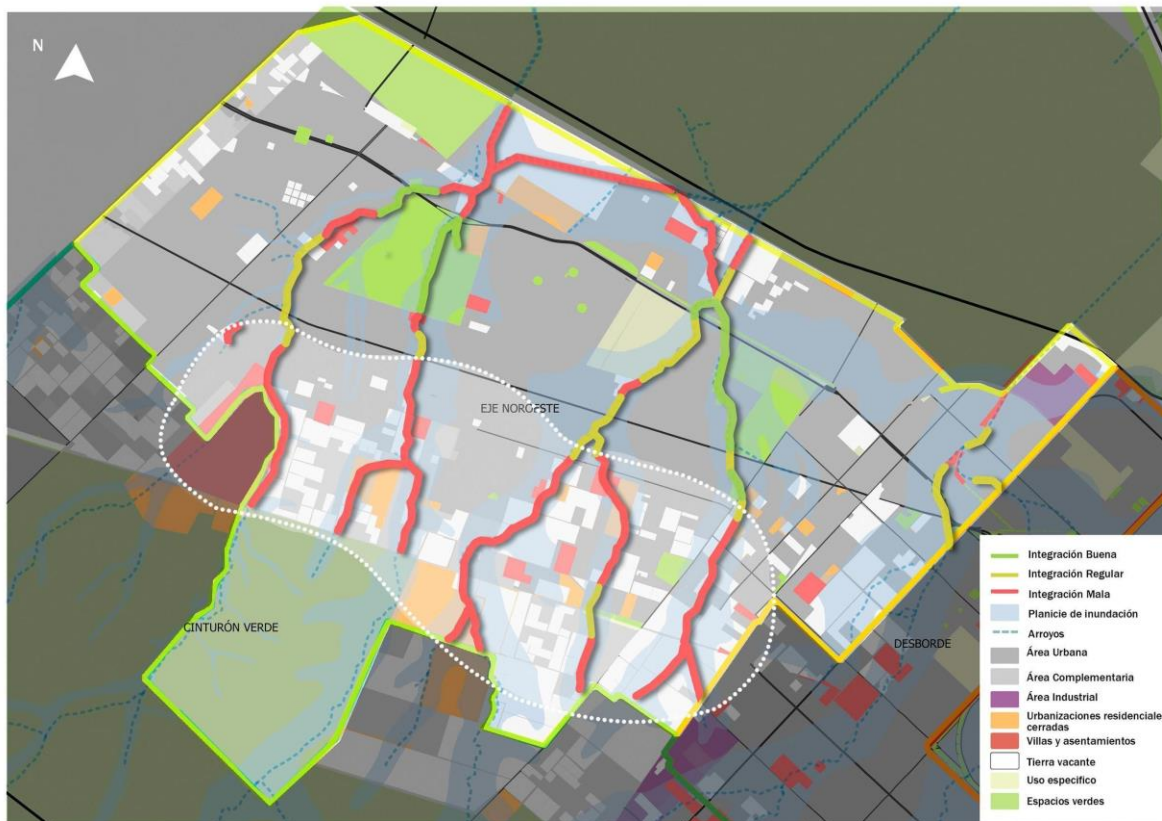 N
EJE NOROESTE
CINTURÓN VERDE
DESBORDE
Integración Buena
Integración Regular
Integración Mala
Planicie de inundación
Arroyos
Área Urbana
Área Complementaria
Área Industrial
Urbanizaciones residenciale
cerradas
Villas y asentamientos
Tierra vacante
Uso específico
Espacios verdes